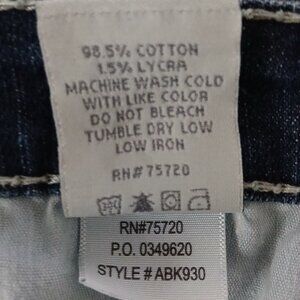 98.5% COTTON
1.5% LYCRA
MACHINE WASH COLD
WITH LIKE COLOR
DO NOT BLEACH
TUMBLE DRY LOW
LOW IRON
RN#75720
RN#75720
P.O. 0349620
STYLE # ABK930